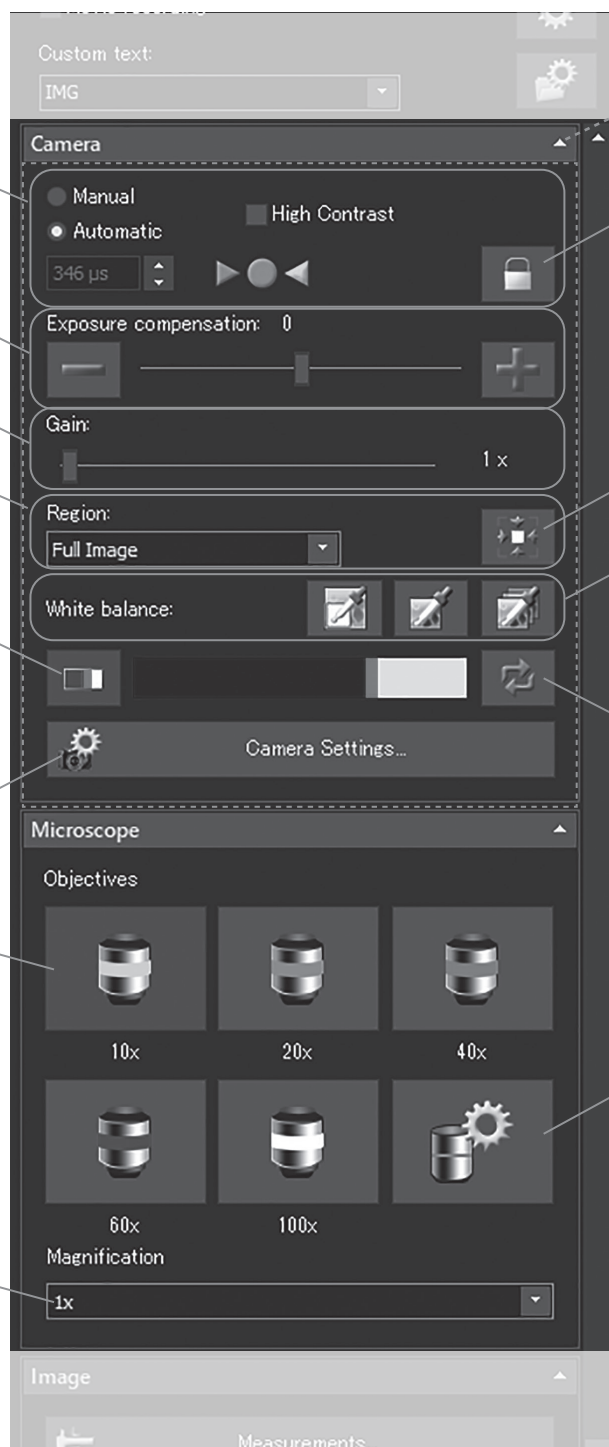 Custom text:
IMG
Camera
Manual
High Contrast
Automatic
346 µs
Exposure compensation: 0
Gain:
1 x
Region:
Full Image
White balance:
Camera Settings...
Microscope
Objectives
10x 20x 40x
60x 100x
Magnification
1x
Image
Measurements